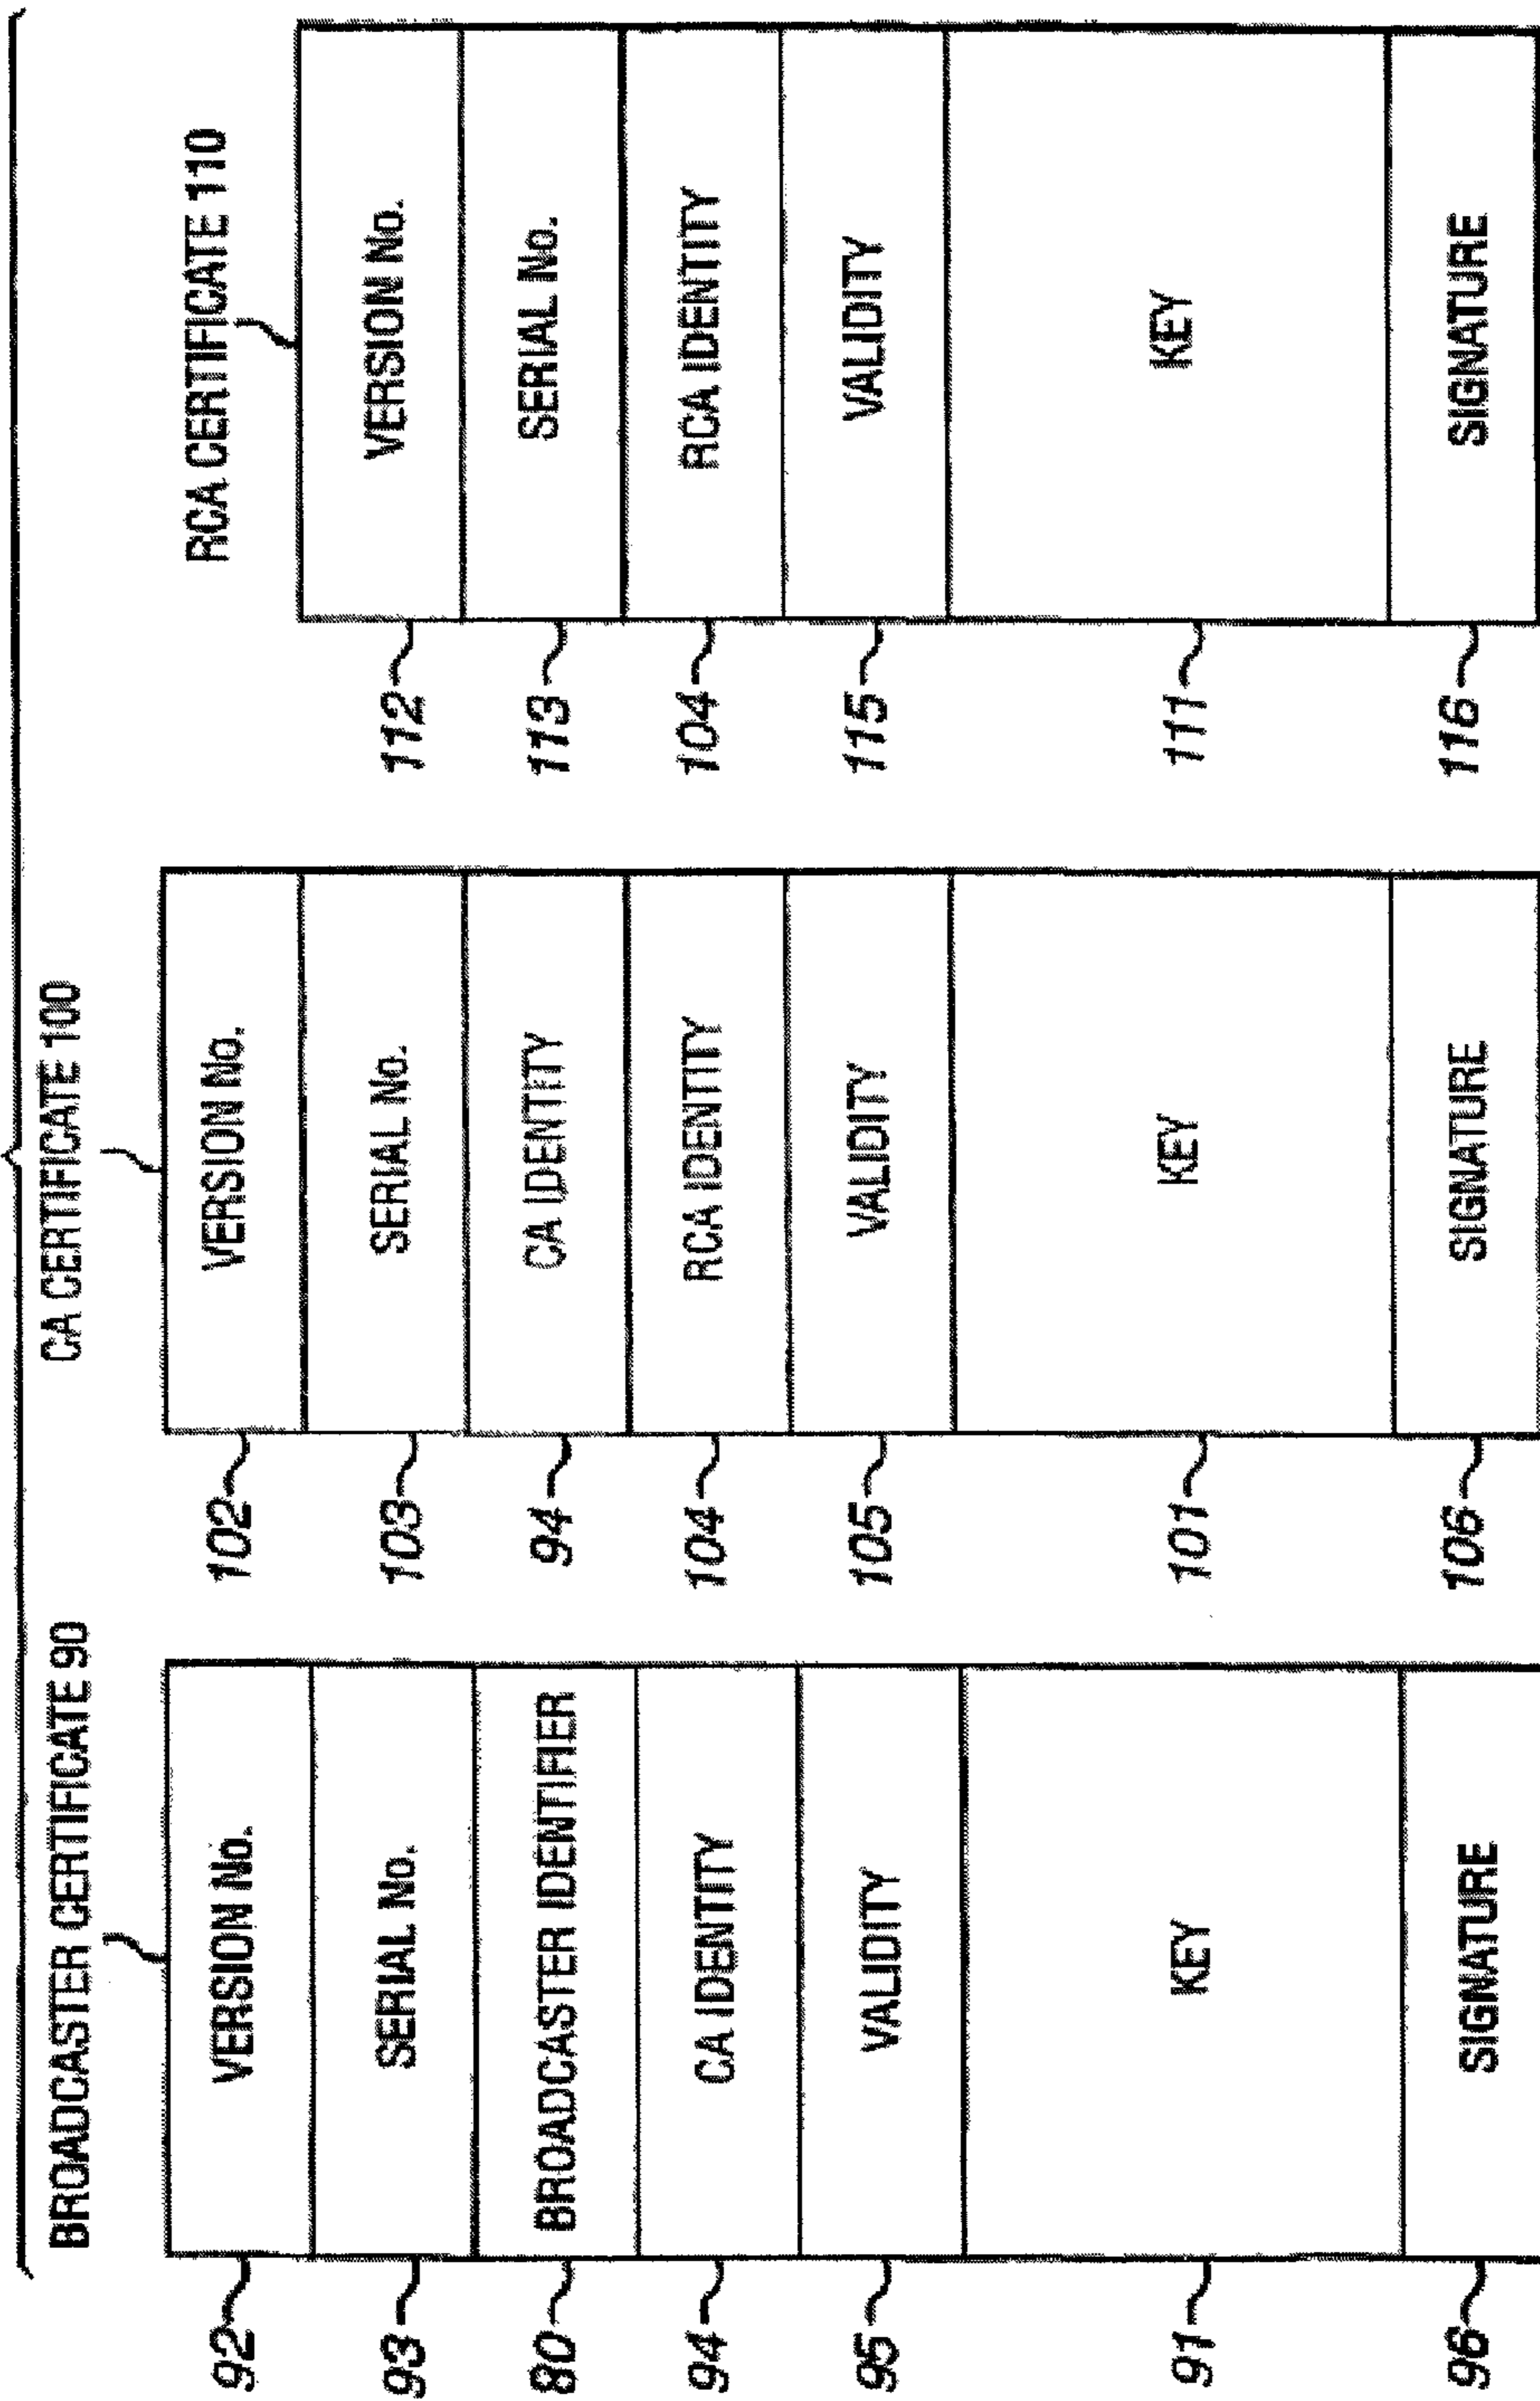 BROADCASTER CERTIFICATE 90
92 VERSION No.
93 SERIAL No.
80 BROADCASTER IDENTIFIER
94 CA IDENTITY
95 VALIDITY
91 KEY
96 SIGNATURE
CA CERTIFICATE 100
102 VERSION No.
103 SERIAL No.
94 CA IDENTITY
104 RCA IDENTITY
105 VALIDITY
101 KEY
106 SIGNATURE
RCA CERTIFICATE 110
112 VERSION No.
113 SERIAL No.
104 RCA IDENTITY
115 VALIDITY
111 KEY
116 SIGNATURE